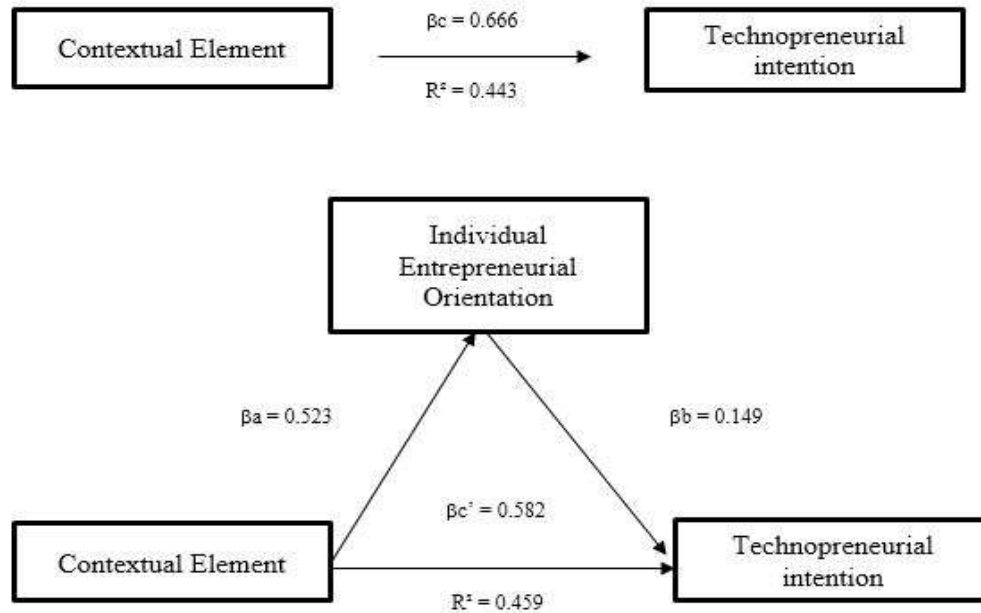 βc = 0.666
Contextual Element
Technopreneurial
intention
R² = 0.443
Individual
Entrepreneurial
Orientation
βa = 0.523
βb = 0.149
βc’ = 0.582
Contextual Element
Technopreneurial
intention
R² = 0.459